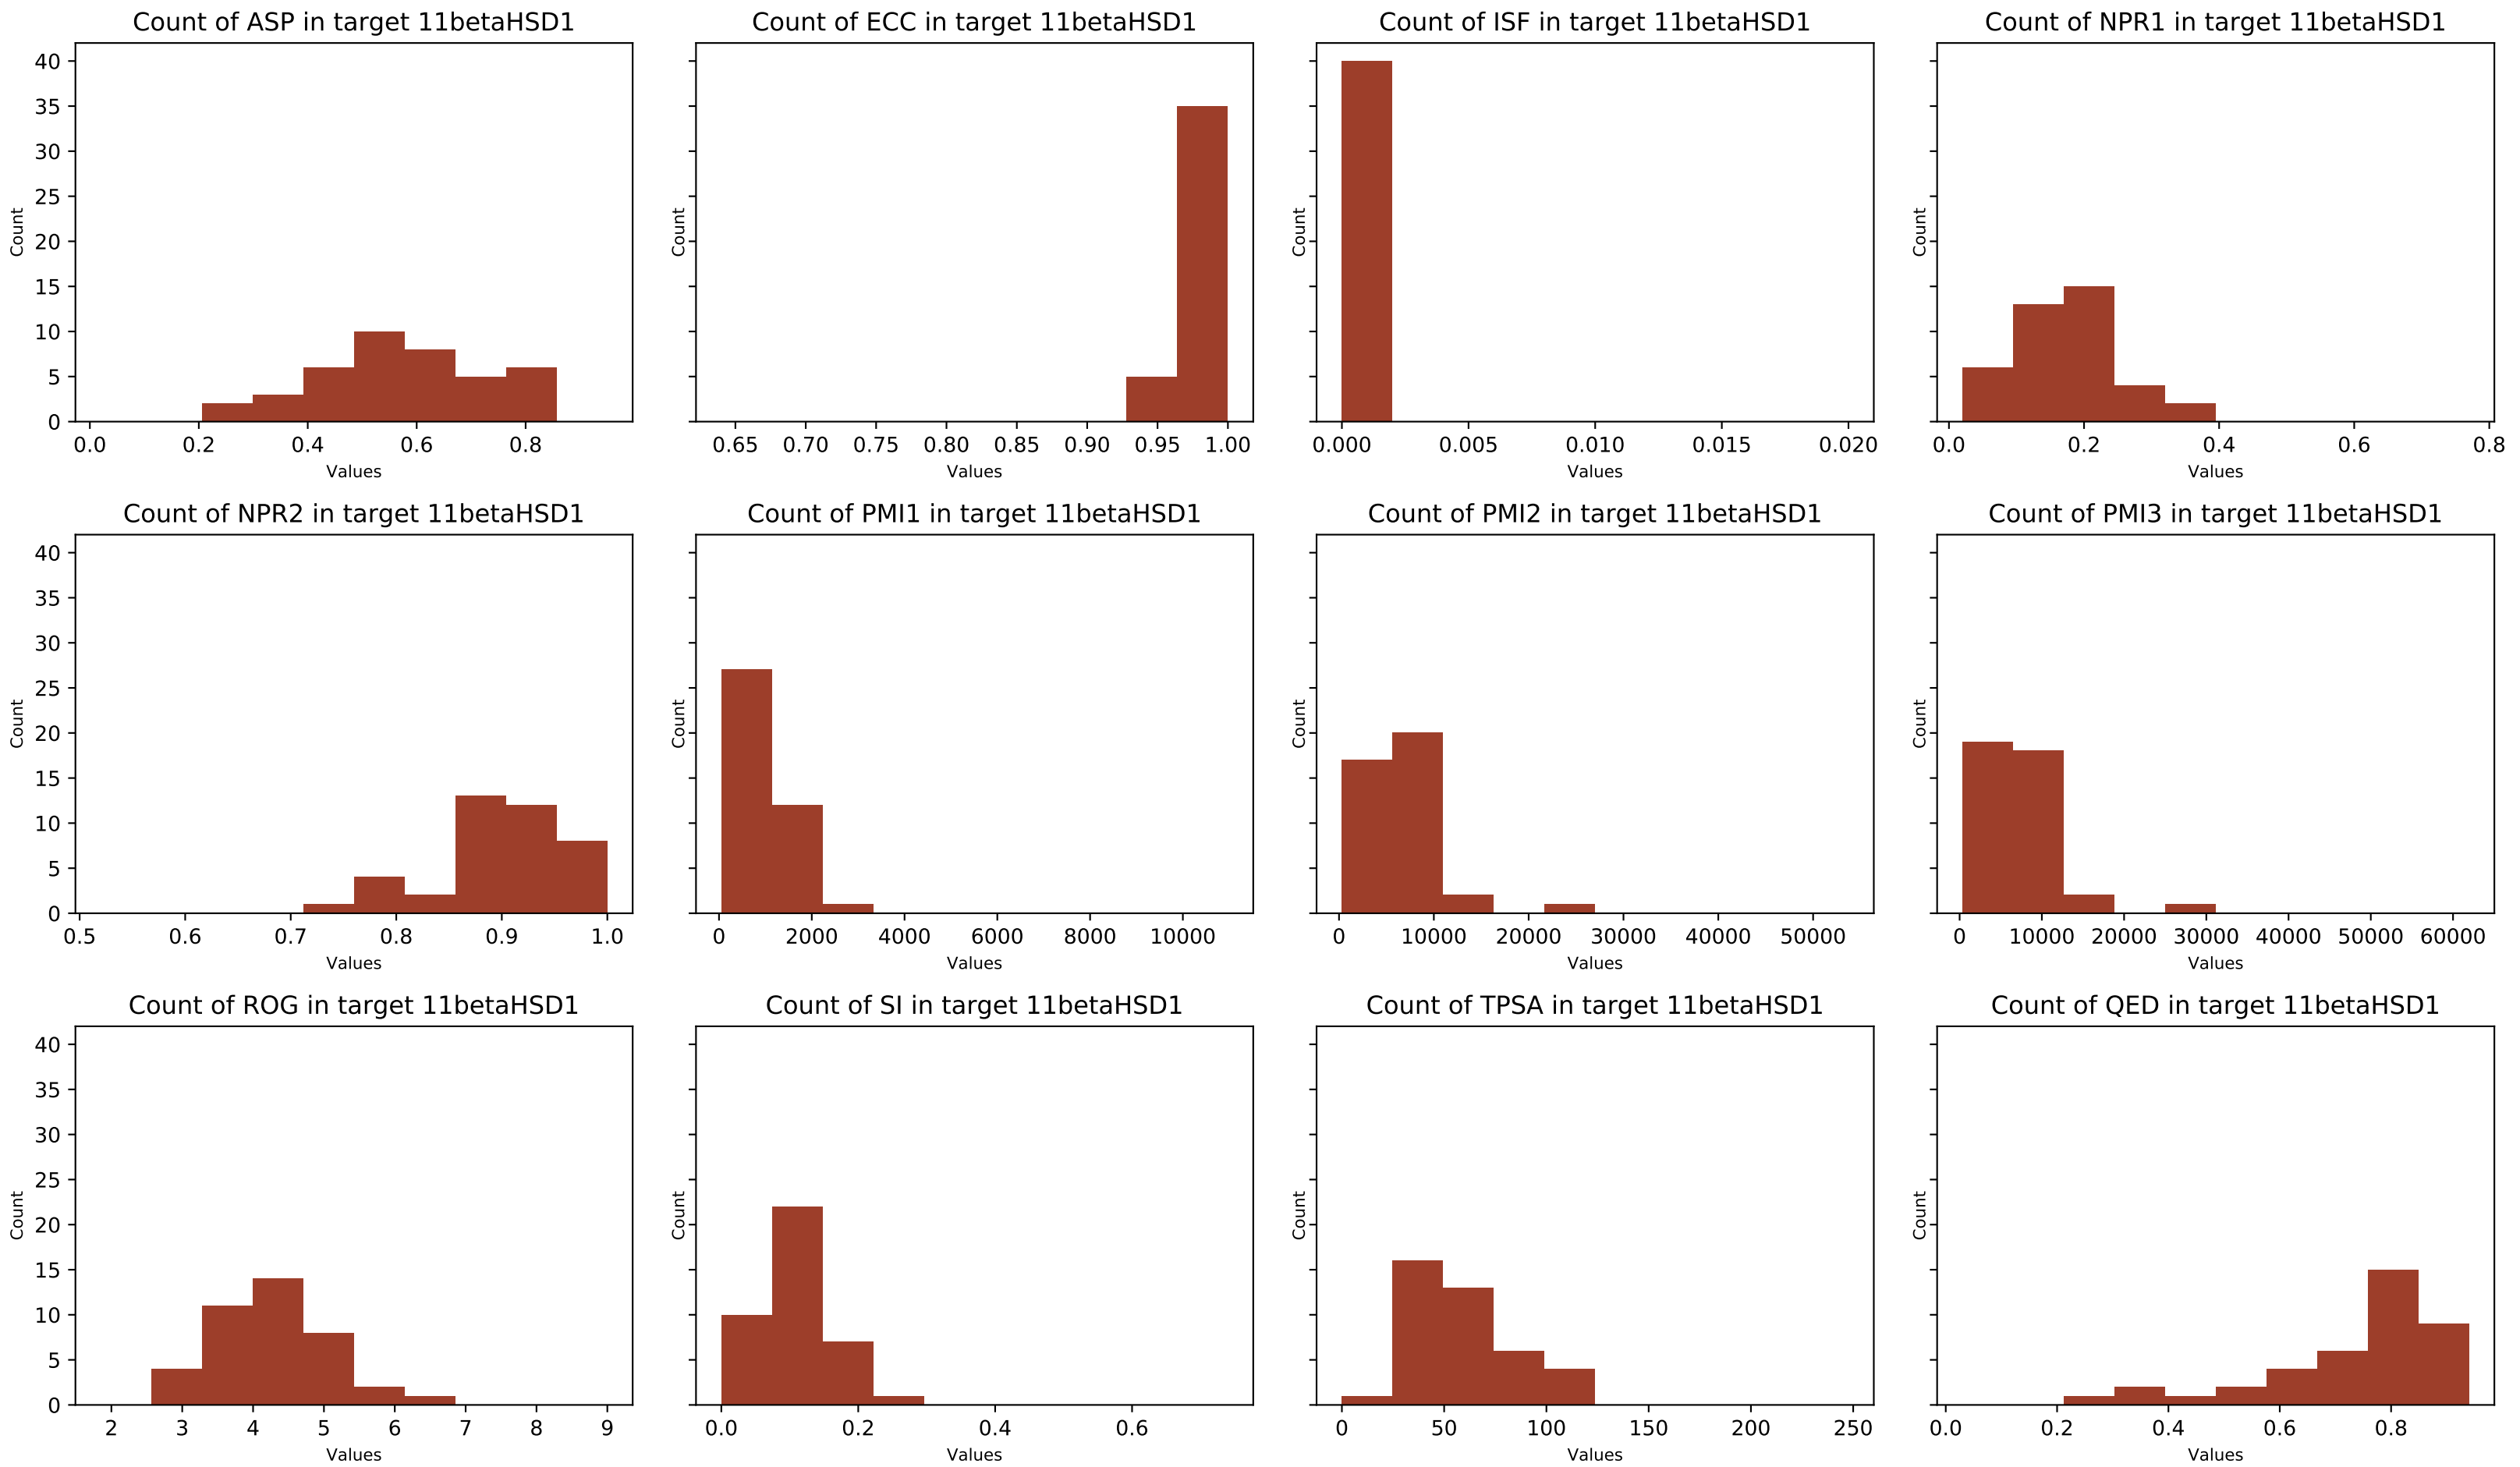 Count of ASP in target 11betaHSD1
Count
40
35
30
25
20
15
10
5
0
0.0 0.2 0.4 0.6 0.8
Values
Count of ECC in target 11betaHSD1
Count
0.65 0.70 0.75 0.80 0.85 0.90 0.95 1.00
Values
Count of ISF in target 11betaHSD1
Count
0.000 0.005 0.010 0.015 0.020
Values
Count of NPR1 in target 11betaHSD1
Count
0.0 0.2 0.4 0.6 0.8
Values
Count of NPR2 in target 11betaHSD1
Count
40
35
30
25
20
15
10
5
0
0.5 0.6 0.7 0.8 0.9 1.0
Values
Count of PMI1 in target 11betaHSD1
Count
0 2000 4000 6000 8000 10000
Values
Count of PMI2 in target 11betaHSD1
Count
0 10000 20000 30000 40000 50000
Values
Count of PMI3 in target 11betaHSD1
Count
0 10000 20000 30000 40000 50000 60000
Values
Count of ROG in target 11betaHSD1
Count
40
35
30
25
20
15
10
5
0
2 3 4 5 6 7 8 9
Values
Count of SI in target 11betaHSD1
Count
0.0 0.2 0.4 0.6
Values
Count of TPSA in target 11betaHSD1
Count
0 50 100 150 200 250
Values
Count of QED in target 11betaHSD1
Count
0.0 0.2 0.4 0.6 0.8
Values